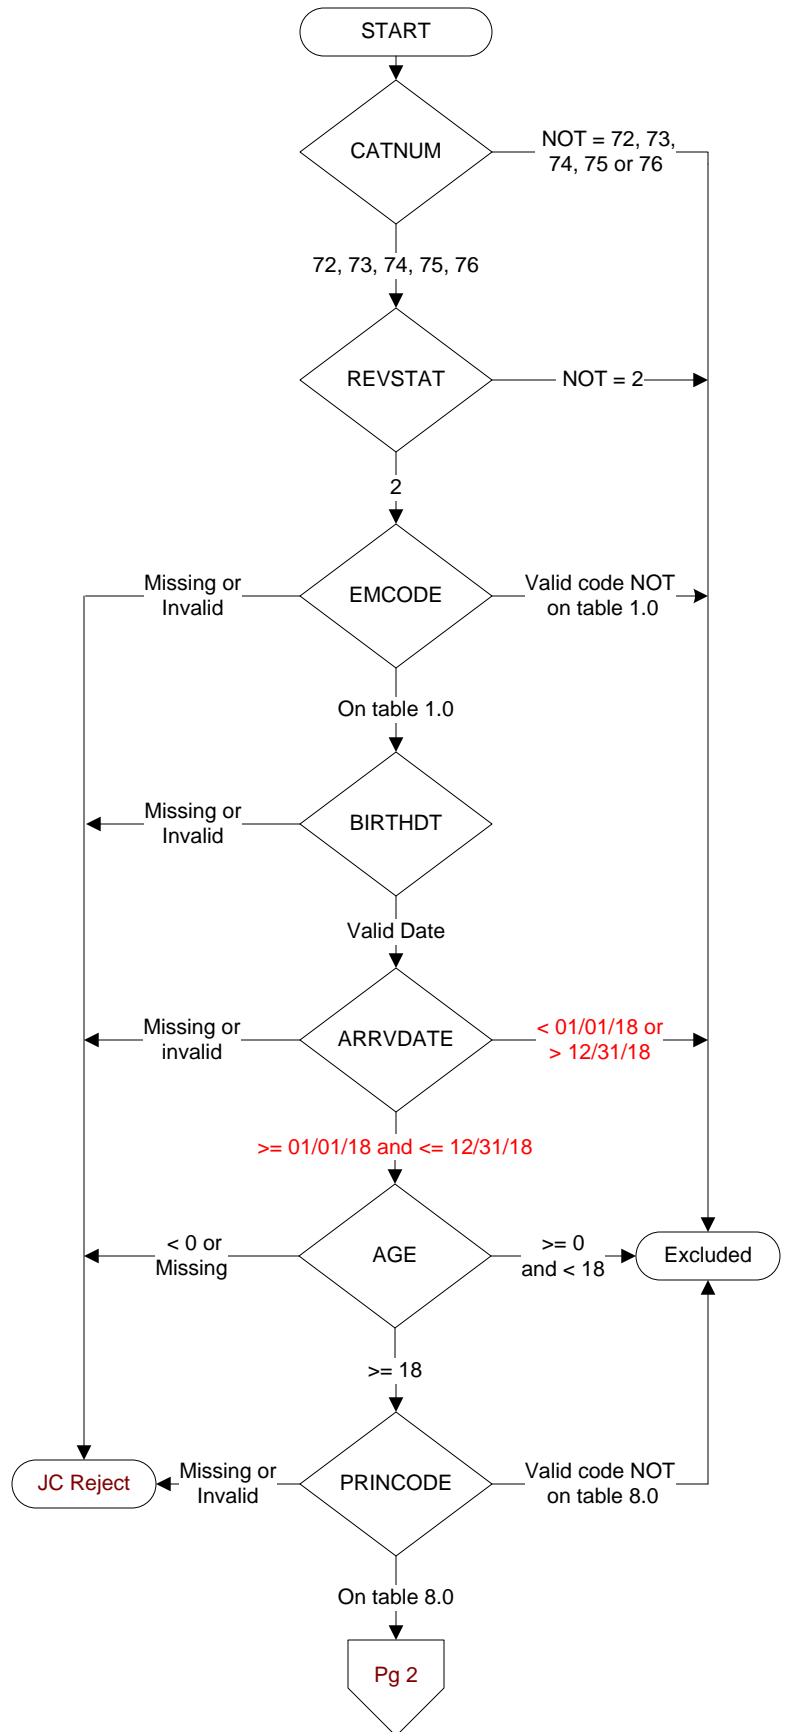 START
CATNUM
NOT = 72, 73,
74, 75 or 76
72, 73, 74, 75, 76
REVSTAT
NOT = 2
2
Missing or
Invalid
EMCODE
Valid code NOT
on table 1.0
On table 1.0
Missing or
Invalid
BIRTHDT
Valid Date
Missing or
invalid
ARRVDATE
< 01/01/18 or
> 12/31/18
>= 01/01/18 and <= 12/31/18
< 0 or
Missing
AGE
>= 0
and < 18
Excluded
>= 18
JC Reject
Missing or
Invalid
PRINCODE
Valid code NOT
on table 8.0
On table 8.0
Pg 2